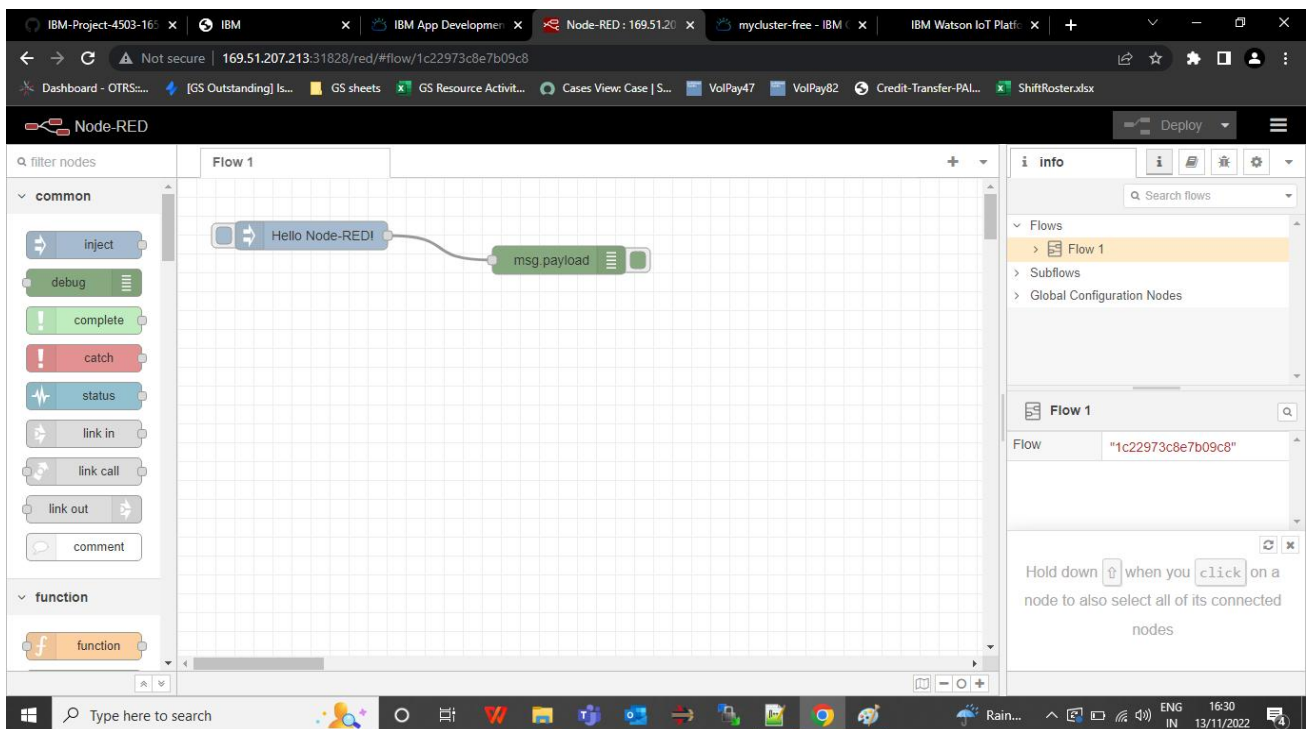 IBM-Project-4503-165
IBM
IBM App Developmen
Node-RED : 169.51.20
mycluster-free - IBM C
IBM Watson IoT Platfo
Not secure | 169.51.207.213:31828/red/#flow/1c22973c8e7b09c8
Dashboard - OTRS::... [GS Outstanding] Is... GS sheets GS Resource Activit... Cases View: Case | S... VolPay47 VolPay82 Credit-Transfer-PAI... ShiftRoster.xlsx
Node-RED
Deploy
filter nodes
Flow 1
i info
Search flows
common
inject
debug
complete
catch
status
link in
link call
link out
comment
function
function
Hello Node-RED!
msg.payload
Flows
Flow 1
Subflows
Global Configuration Nodes
Flow 1
Flow "1c22973c8e7b09c8"
Hold down ⇧ when you click on a
node to also select all of its connected
nodes
Type here to search
Rain...
ENG
IN
16:30
13/11/2022
4